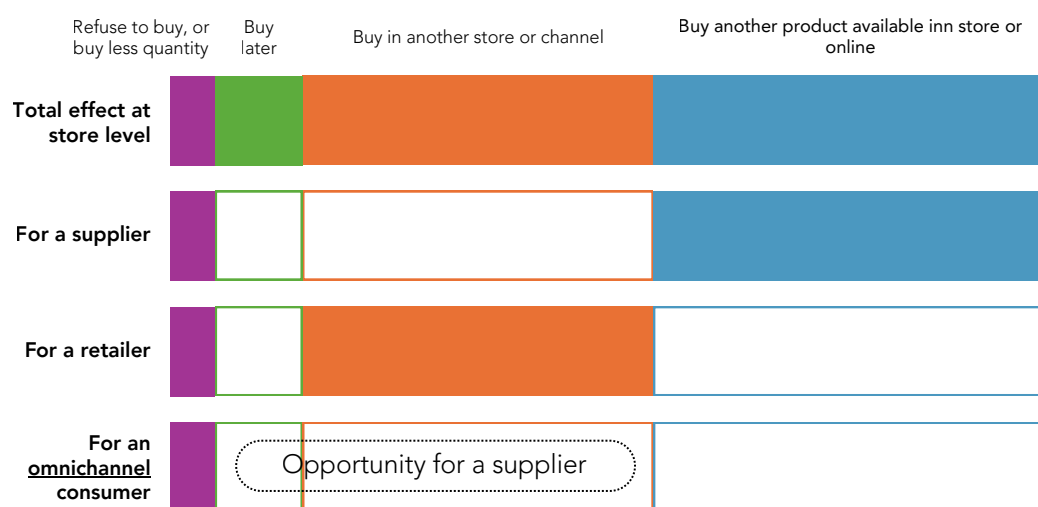 Refuse to buy, or
buy less quantity
Buy
later
Buy in another store or channel
Buy another product available inn store or
online
Total effect at
store level
For a supplier
For a retailer
For an
omnichannel
consumer
Opportunity for a supplier